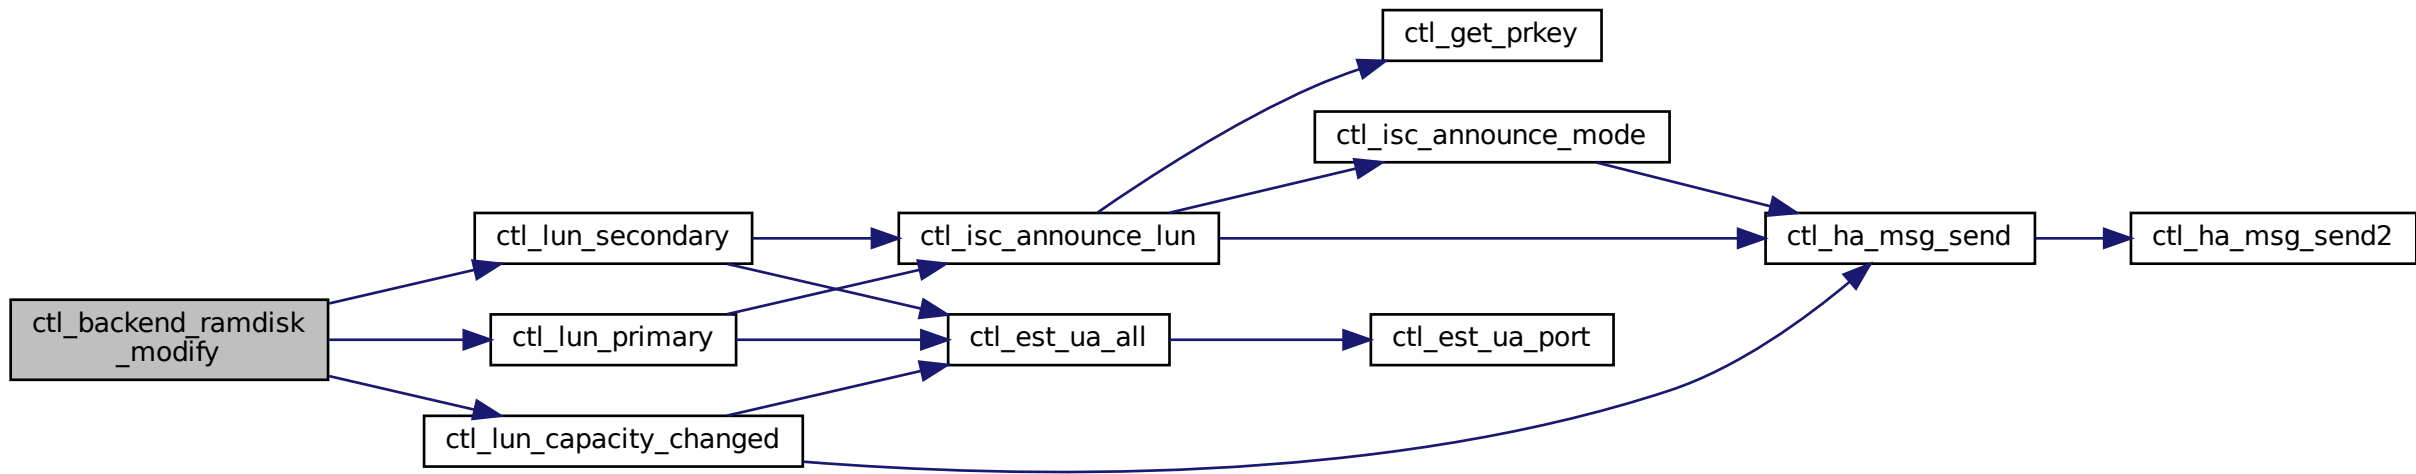 ctl_backend_ramdisk
_modify
ctl_lun_secondary
ctl_lun_primary
ctl_lun_capacity_changed
ctl_isc_announce_lun
ctl_est_ua_all
ctl_get_prkey
ctl_isc_announce_mode
ctl_est_ua_port
ctl_ha_msg_send
ctl_ha_msg_send2